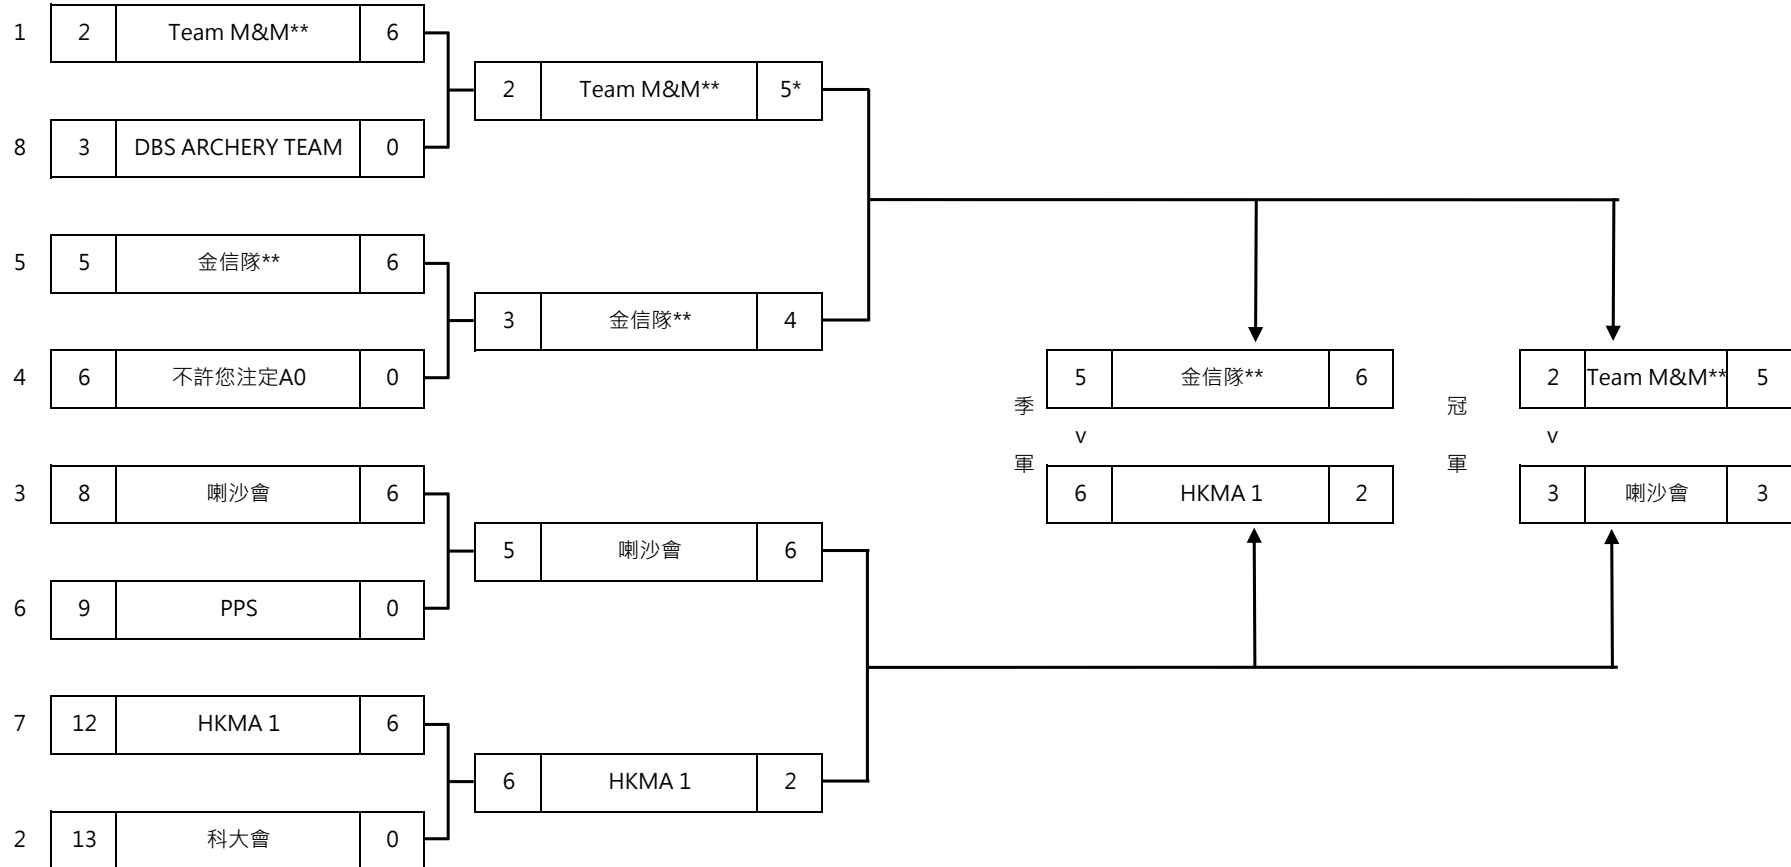 1 2 Team M&M** 6
2 Team M&M** 5*
8 3 DBS ARCHERY TEAM 0
5 5 金信隊** 6
3 金信隊** 4
4 6 不許您注定A0 0
5 金信隊** 6
2 Team M&M** 5
季 冠
v v
軍 軍
3 8 喇沙會 6
6 HKMA 1 2
3 喇沙會 3
5 喇沙會 6
6 9 PPS 0
7 12 HKMA 1 6
6 HKMA 1 2
2 13 科大會 0